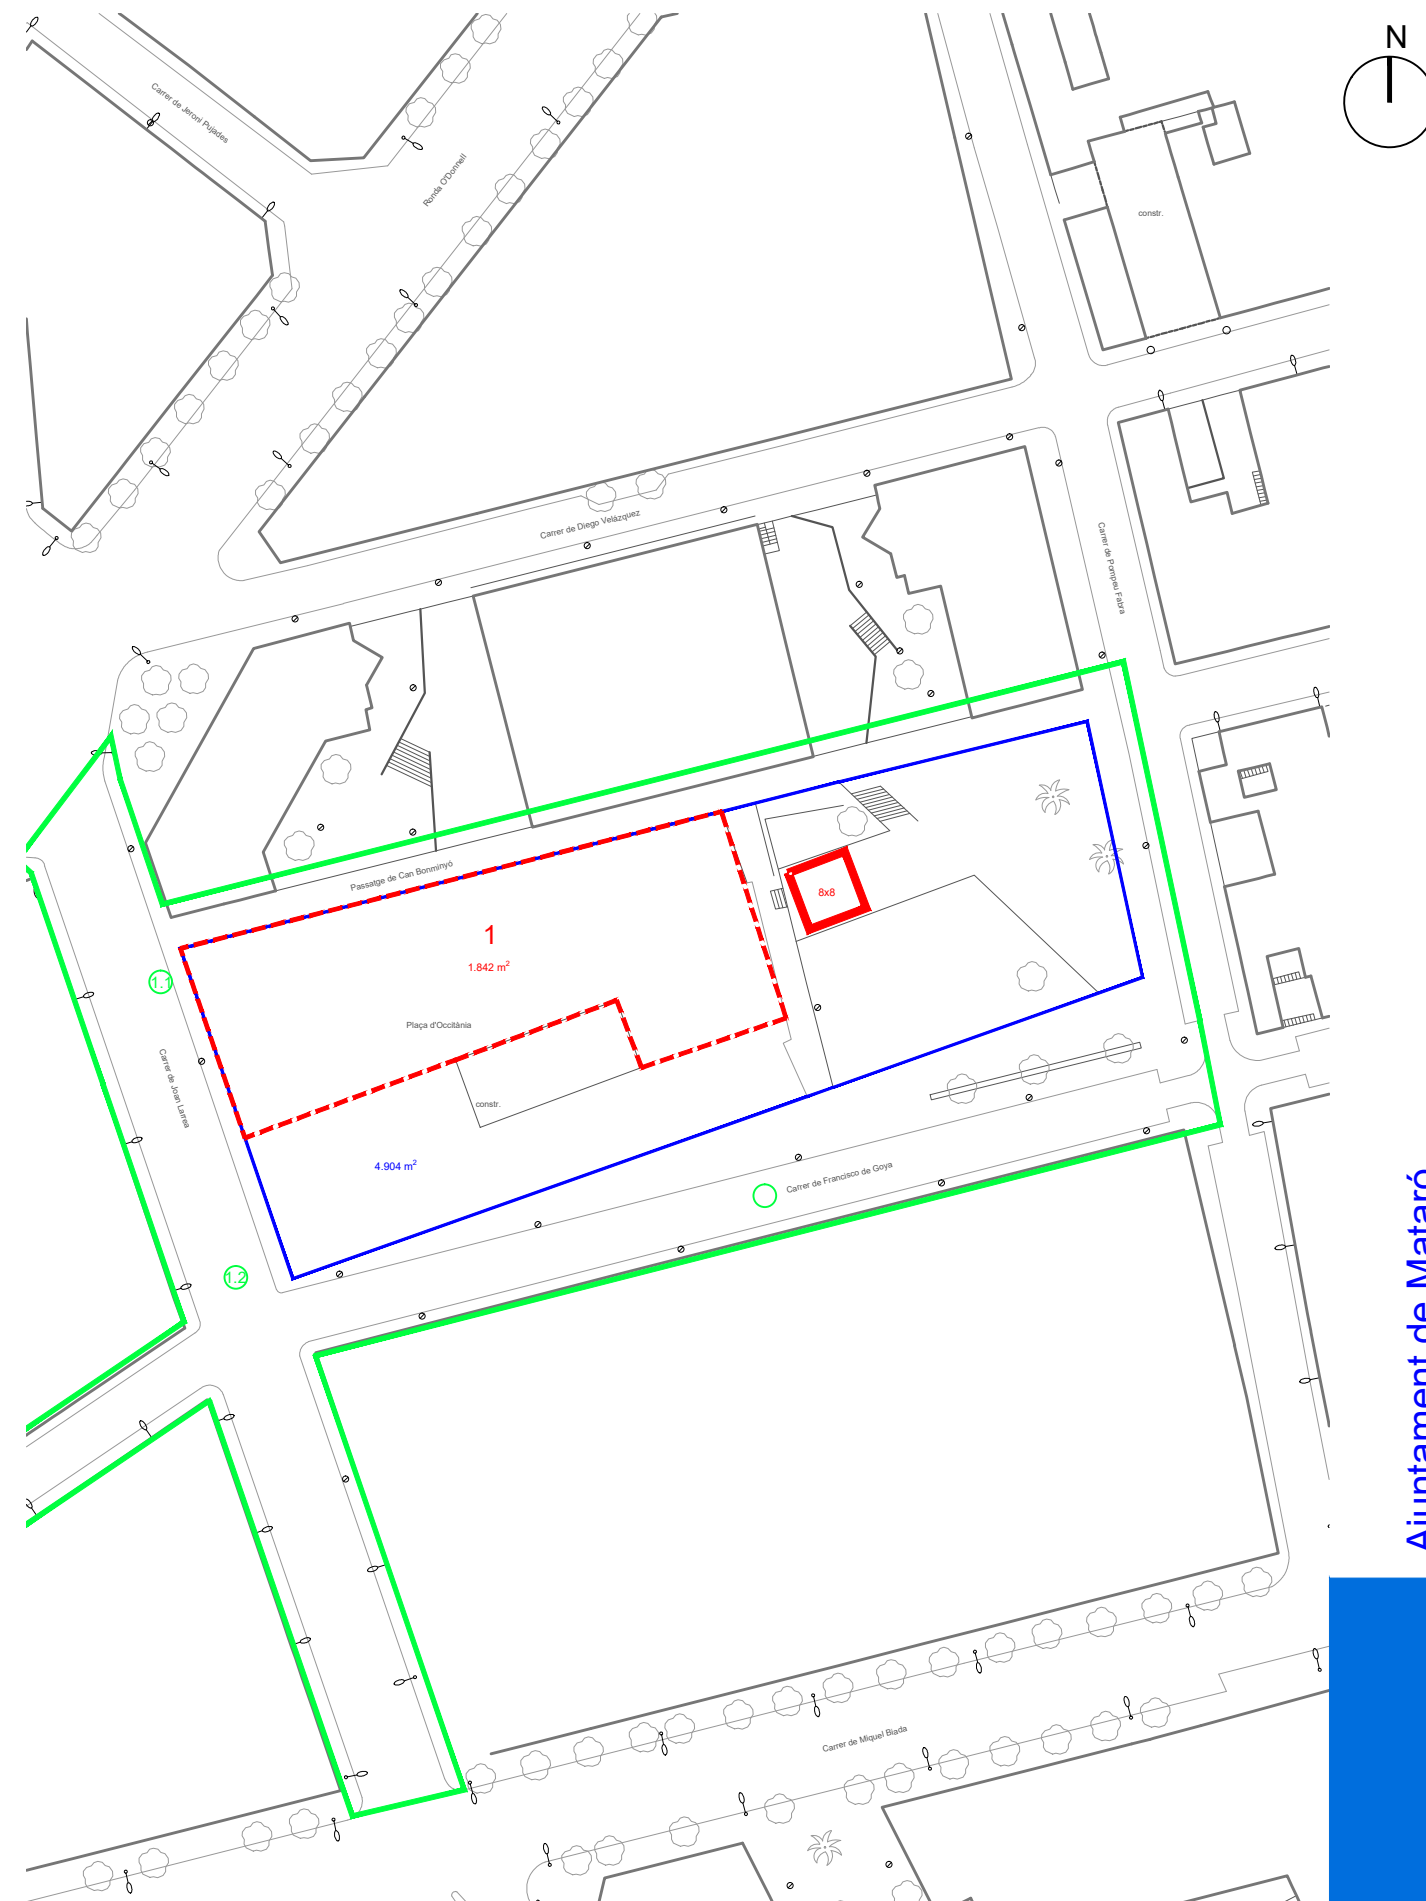 N
Carrer de Jeroni Pujades
Ronda O'Donnell
constr.
Carrer de Diego Velázquez
Carrer de Pompeu Fabra
Passatge de Can Bonminyó
8x8
1
1.842 m²
1.1
Plaça d'Occitània
Carrer de Joan Larrea
constr.
4.904 m²
Carrer de Francisco de Goya
1.2
Ajuntament de Mataró
Carrer de Miquel Biada